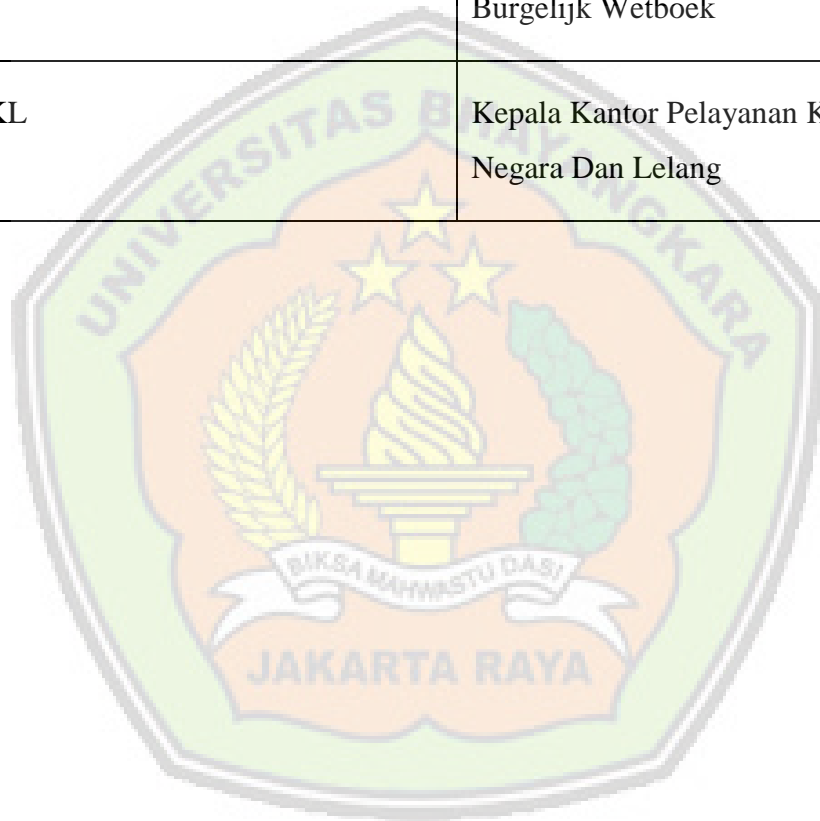 Burgelijk Wetboek
KL
Kepala Kantor Pelayanan K
Negara Dan Lelang
UNIVERSITAS BHAYANGKARA
BIKSA MAHWASTU DASI
JAKARTA RAYA